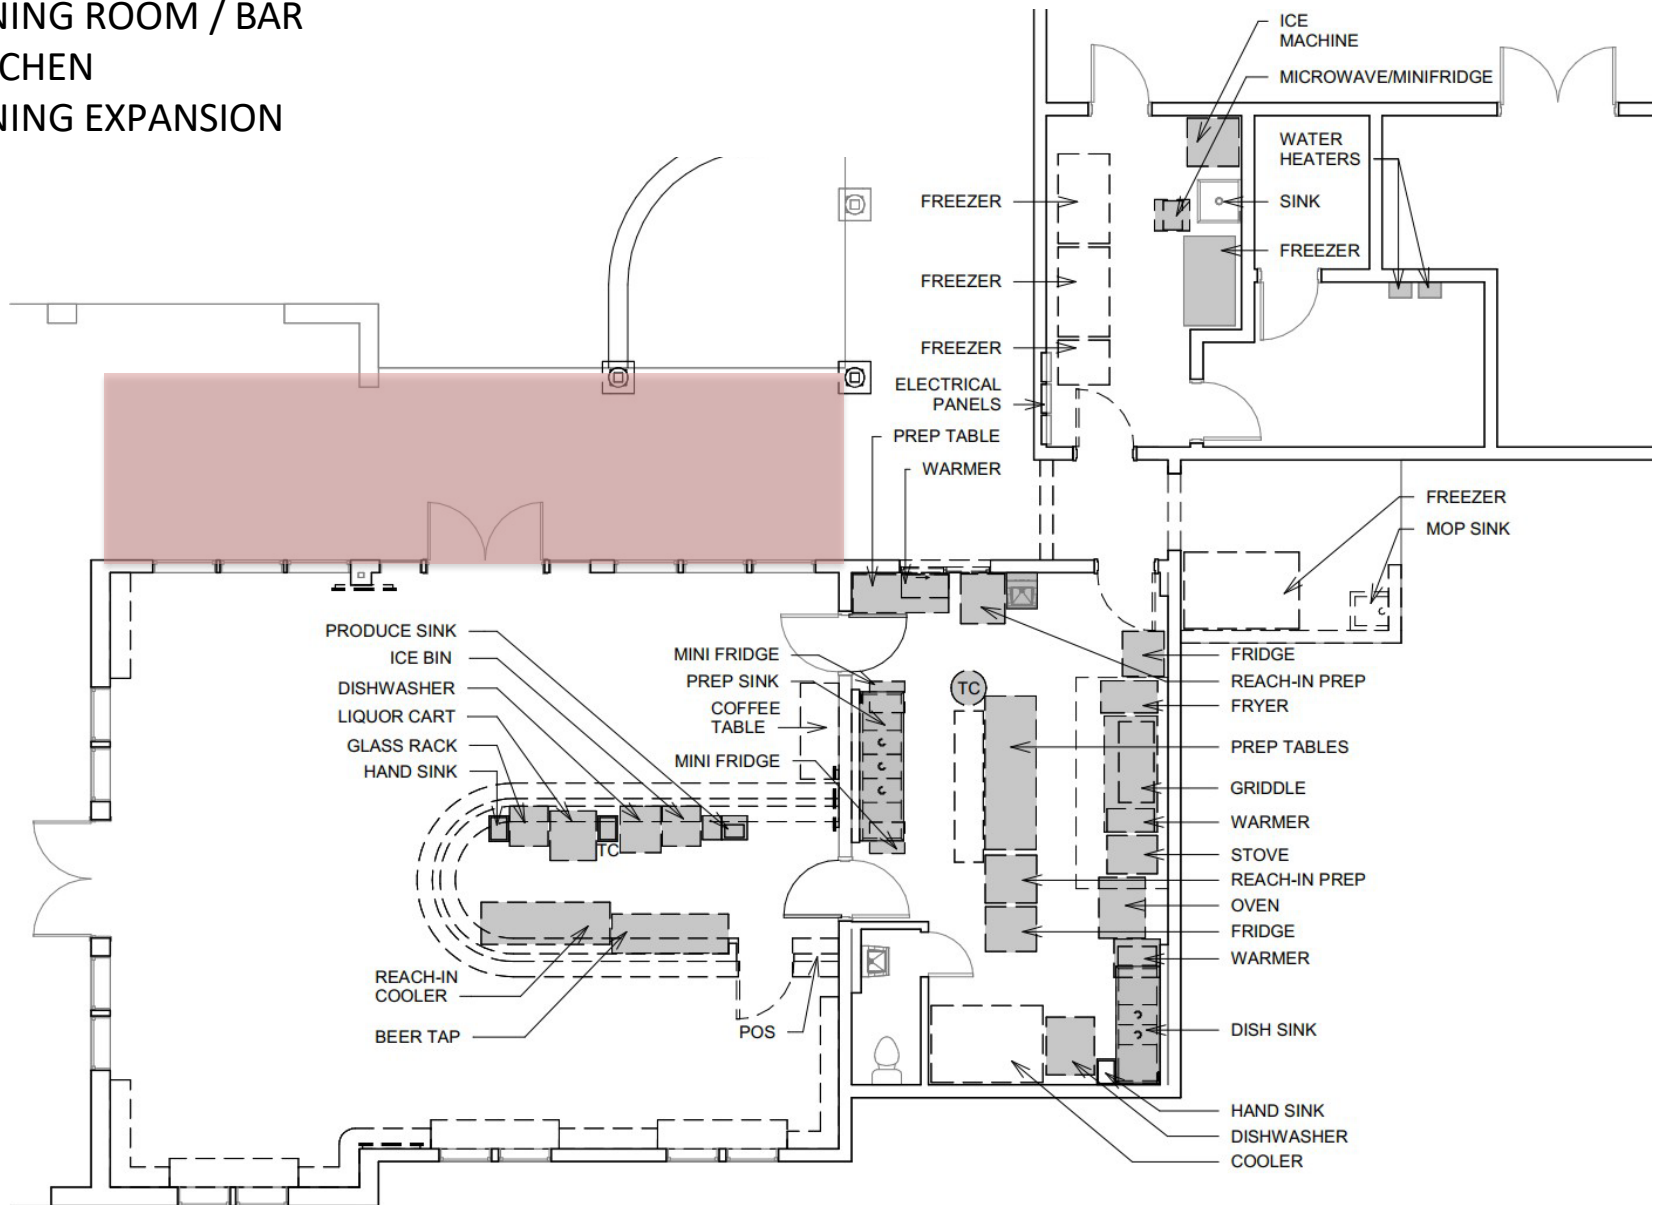 NING ROOM / BAR
CHEN
NING EXPANSION
ICE
MACHINE
MICROWAVE/MINIFRIDGE
WATER
HEATERS
SINK
FREEZER
FREEZER
FREEZER
FREEZER
ELECTRICAL
PANELS
PREP TABLE
WARMER
FREEZER
MOP SINK
PRODUCE SINK
ICE BIN
DISHWASHER
LIQUOR CART
GLASS RACK
HAND SINK
TC
MINI FRIDGE
PREP SINK
COFFEE
TABLE
MINI FRIDGE
TC
FRIDGE
REACH-IN PREP
FRYER
PREP TABLES
GRIDDLE
WARMER
STOVE
REACH-IN PREP
OVEN
FRIDGE
WARMER
DISH SINK
REACH-IN
COOLER
BEER TAP
POS
HAND SINK
DISHWASHER
COOLER